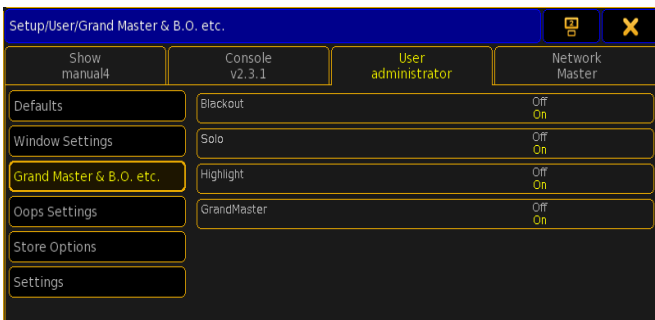 Setup/User/Grand Master & B.O. etc.
2
Show
manual4
Console
v2.3.1
User
administrator
Network
Master
Defaults
Window Settings
Grand Master & B.O. etc.
Oops Settings
Store Options
Settings
Blackout
Off
On
Solo
Off
On
Highlight
Off
On
GrandMaster
Off
On